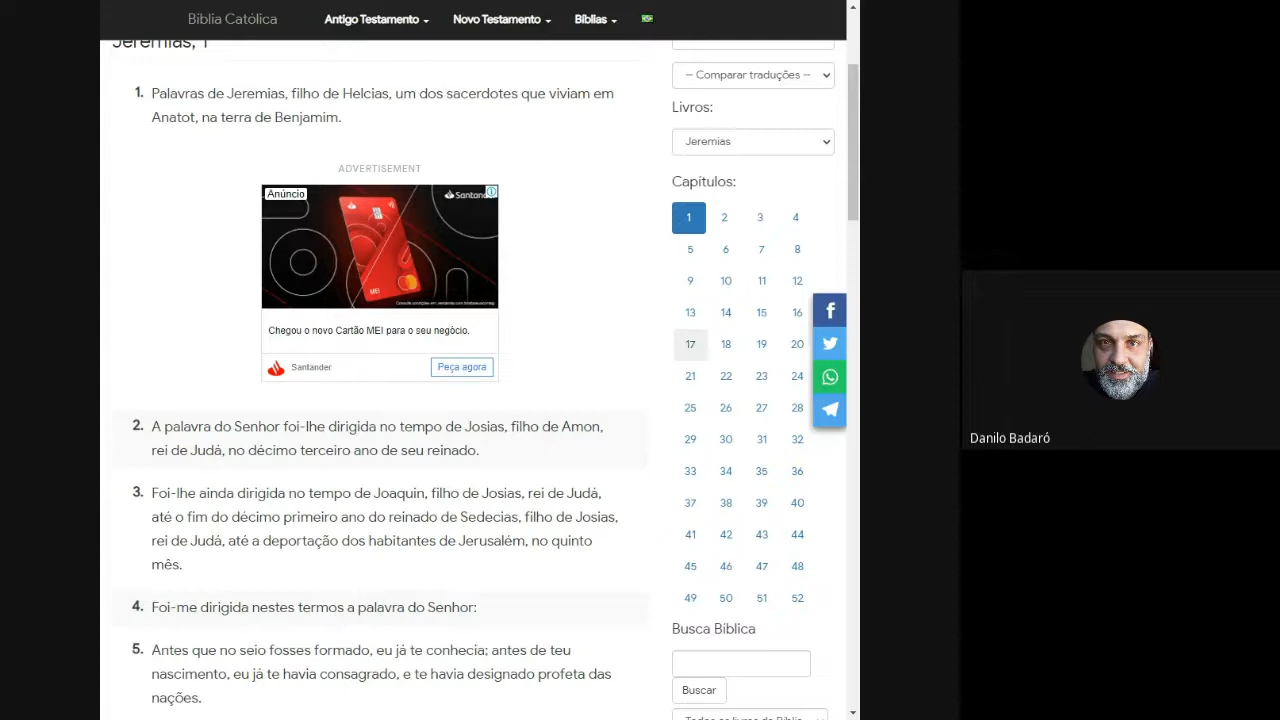 Bíblia Católica
Antigo Testamento
Novo Testamento
Bíblias
Jeremias, 1
1. Palavras de Jeremias, filho de Helcias, um dos sacerdotes que viviam em
Anatot, na terra de Benjamim.
ADVERTISEMENT
Anúncio
Santander
MEI
Chegou o novo Cartão MEI para o seu negócio.
Santander
Peça agora
2. A palavra do Senhor foi-lhe dirigida no tempo de Josias, filho de Amon,
rei de Judá, no décimo terceiro ano de seu reinado.
3. Foi-lhe ainda dirigida no tempo de Joaquin, filho de Josias, rei de Judá,
até o fim do décimo primeiro ano do reinado de Sedecias, filho de Josias,
rei de Judá, até a deportação dos habitantes de Jerusalém, no quinto
mês.
4. Foi-me dirigida nestes termos a palavra do Senhor:
5. Antes que no seio fosses formado, eu já te conhecia; antes de teu
nascimento, eu já te havia consagrado, e te havia designado profeta das
nações.
-- Comparar traduções --
Livros:
Jeremias
Capítulos:
1 2 3 4
5 6 7 8
9 10 11 12
13 14 15 16
17 18 19 20
21 22 23 24
25 26 27 28
29 30 31 32
33 34 35 36
37 38 39 40
41 42 43 44
45 46 47 48
49 50 51 52
Busca Bíblica
Buscar
Danilo Badaró